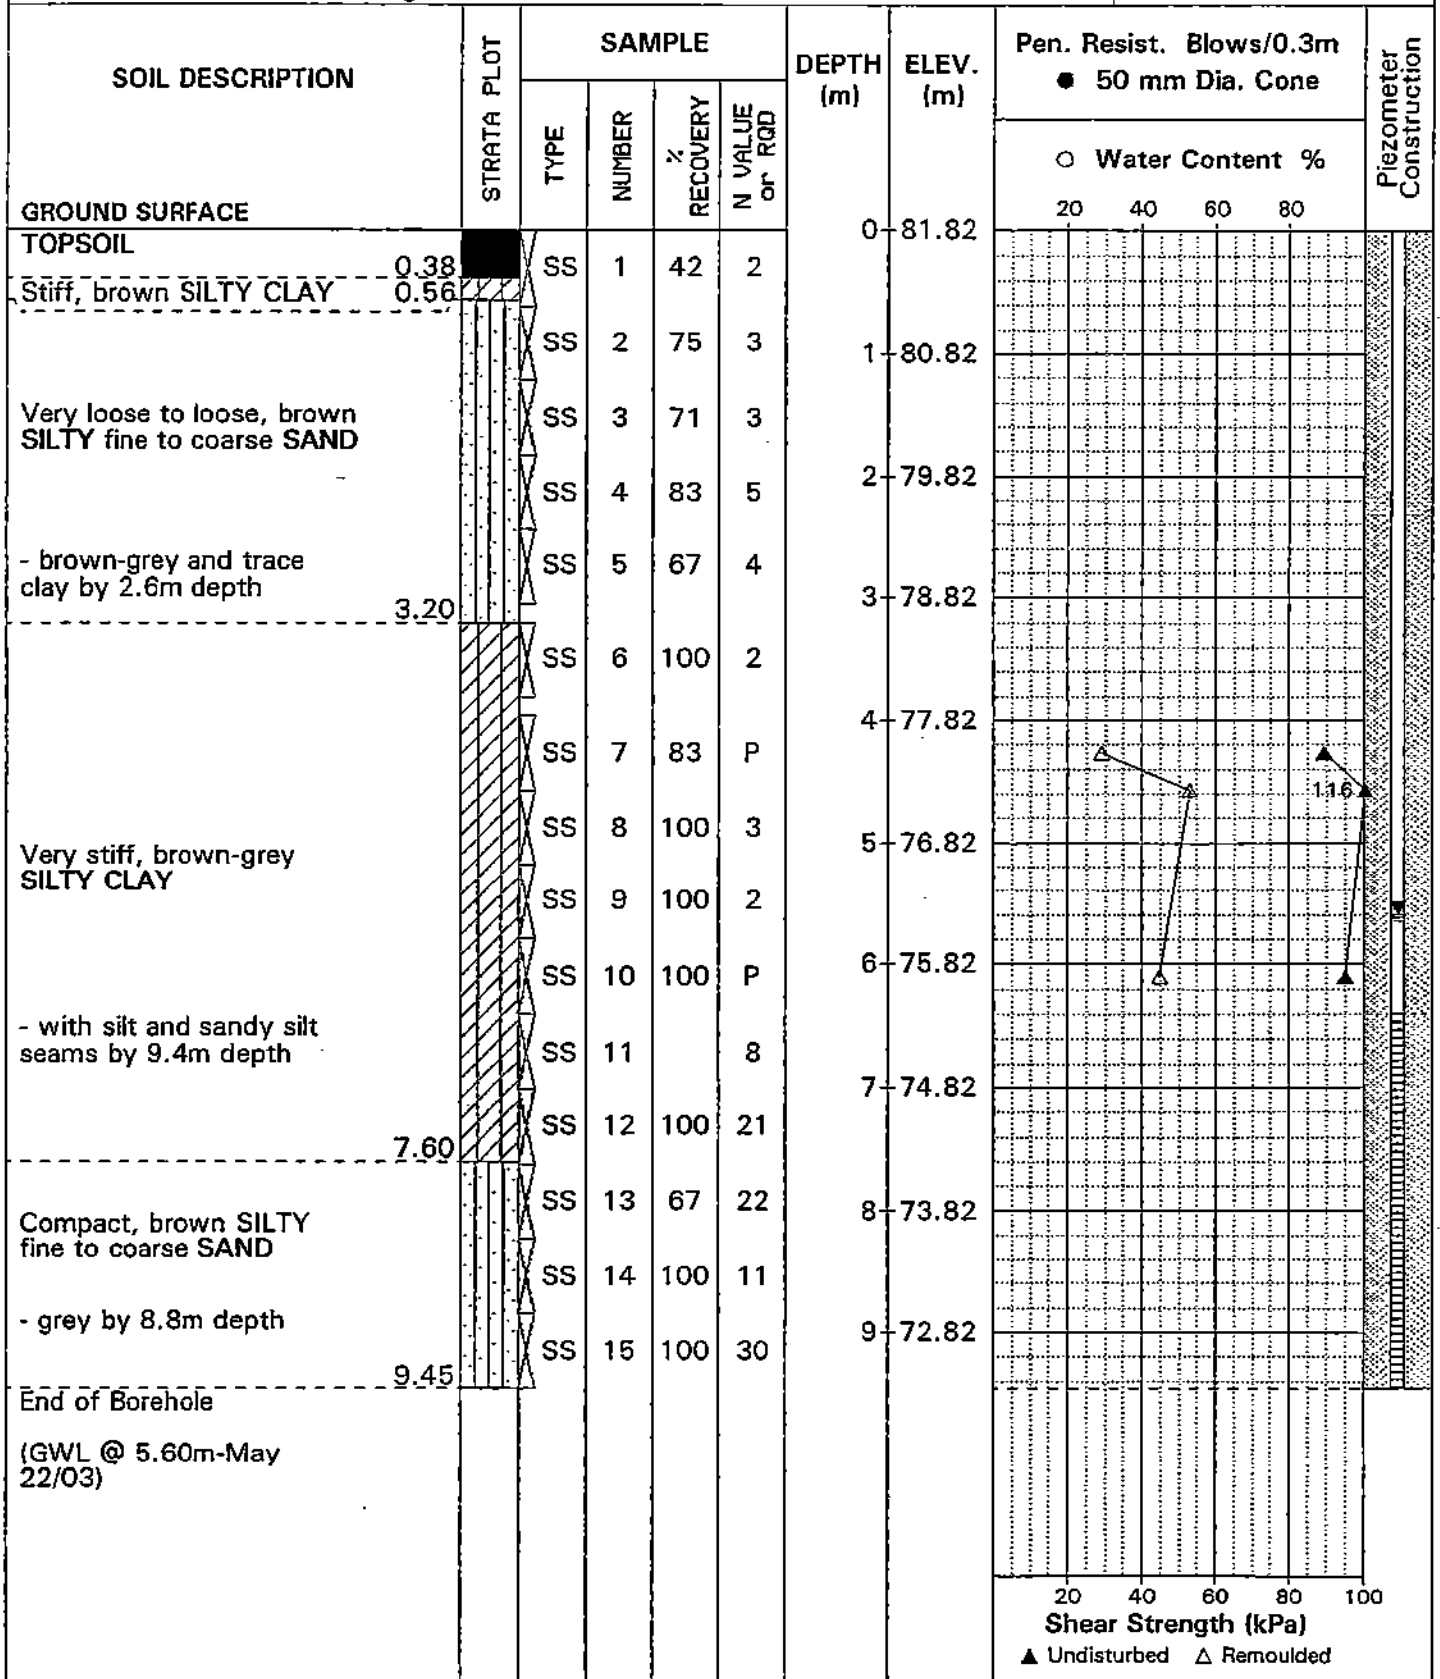 SOIL DESCRIPTION
STRATA PLOT
SAMPLE
TYPE
NUMBER
%
RECOVERY
N VALUE
or RQD
DEPTH
(m)
ELEV.
(m)
Pen. Resist. Blows/0.3m
● 50 mm Dia. Cone
○ Water Content %
20 40 60 80
Piezometer
Construction
GROUND SURFACE
0 81.82
TOPSOIL
0.38
SS 1 42 2
Stiff, brown SILTY CLAY 0.56
SS 2 75 3
1 80.82
Very loose to loose, brown
SILTY fine to coarse SAND
SS 3 71 3
2 79.82
SS 4 83 5
- brown-grey and trace
clay by 2.6m depth
SS 5 67 4
3 78.82
3.20
SS 6 100 2
4 77.82
SS 7 83 P
116
SS 8 100 3
5 76.82
Very stiff, brown-grey
SILTY CLAY
SS 9 100 2
6 75.82
SS 10 100 P
- with silt and sandy silt
seams by 9.4m depth
SS 11 8
7 74.82
SS 12 100 21
7.60
SS 13 67 22
8 73.82
Compact, brown SILTY
fine to coarse SAND
SS 14 100 11
- grey by 8.8m depth
9 72.82
SS 15 100 30
9.45
End of Borehole
(GWL @ 5.60m-May
22/03)
20 40 60 80 100
Shear Strength (kPa)
▲ Undisturbed △ Remoulded